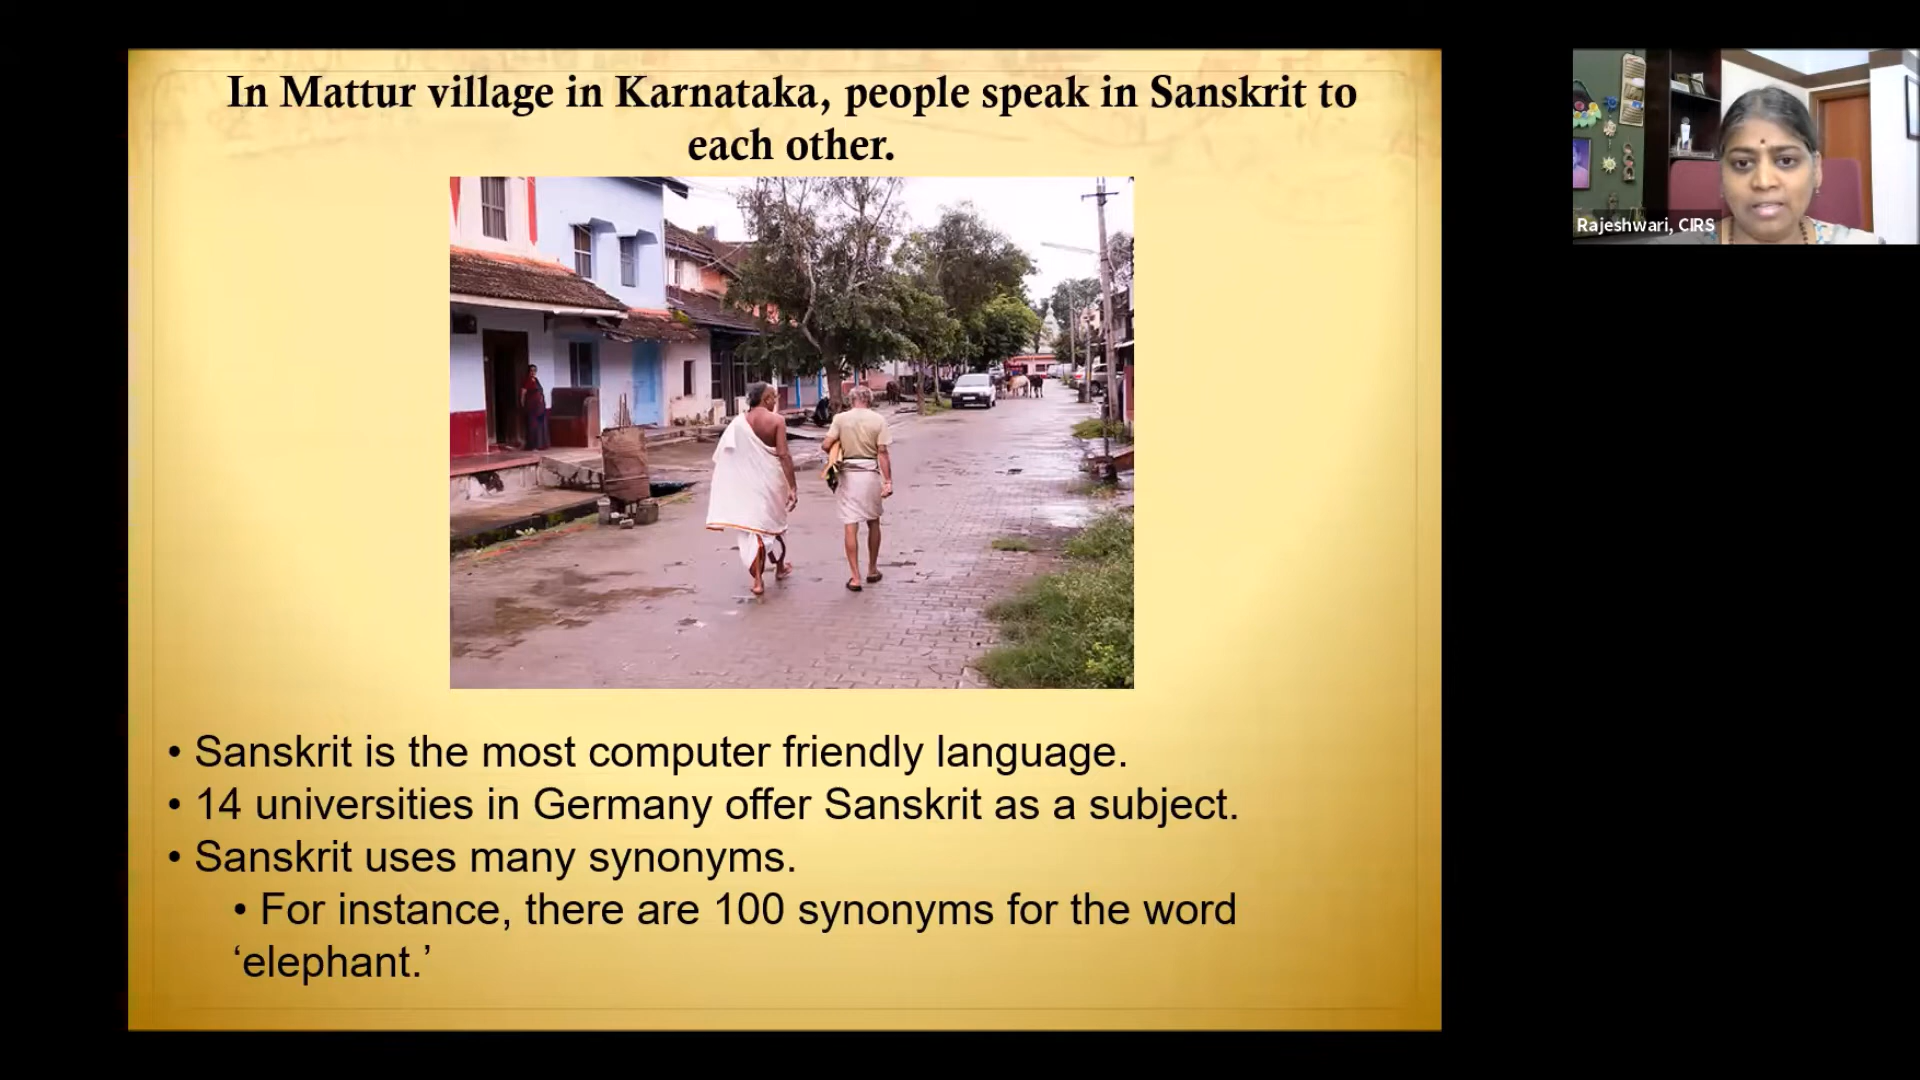 In Mattur village in Karnataka, people speak in Sanskrit to
each other.
Rajeshwari, CIRS
• Sanskrit is the most computer friendly language.
• 14 universities in Germany offer Sanskrit as a subject.
• Sanskrit uses many synonyms.
• For instance, there are 100 synonyms for the word
‘elephant.’